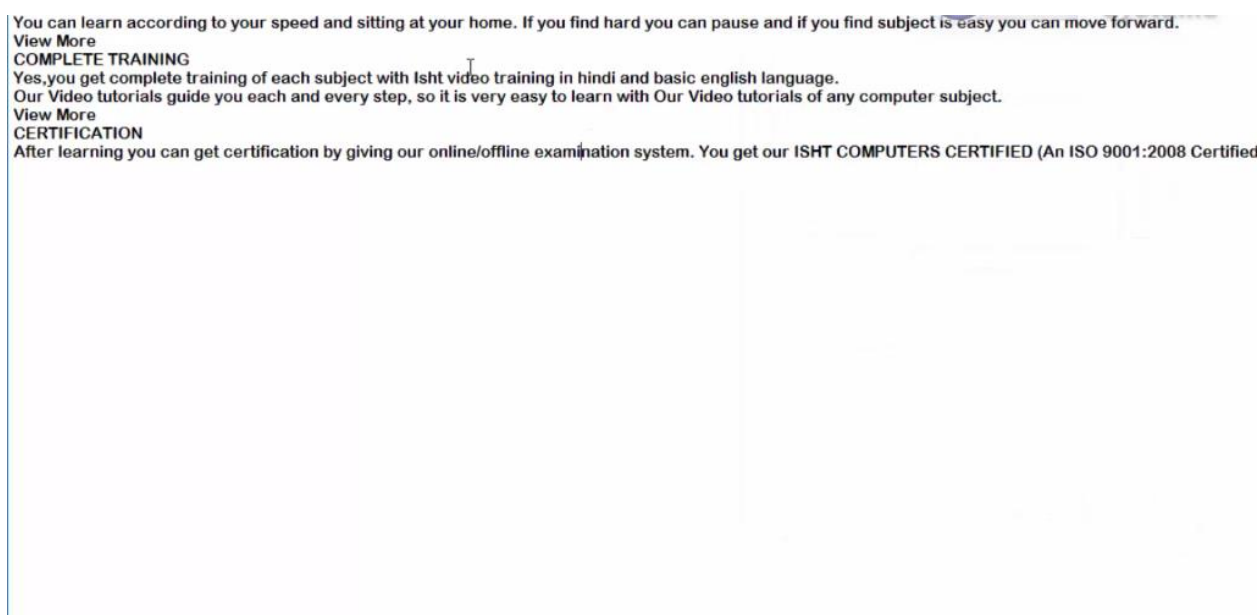 You can learn according to your speed and sitting at your home. If you find hard you can pause and if you find subject is easy you can move forward.
View More
COMPLETE TRAINING
Yes,you get complete training of each subject with Isht video training in hindi and basic english language.
Our Video tutorials guide you each and every step, so it is very easy to learn with Our Video tutorials of any computer subject.
View More
CERTIFICATION
After learning you can get certification by giving our online/offline examination system. You get our ISHT COMPUTERS CERTIFIED (An ISO 9001:2008 Certified